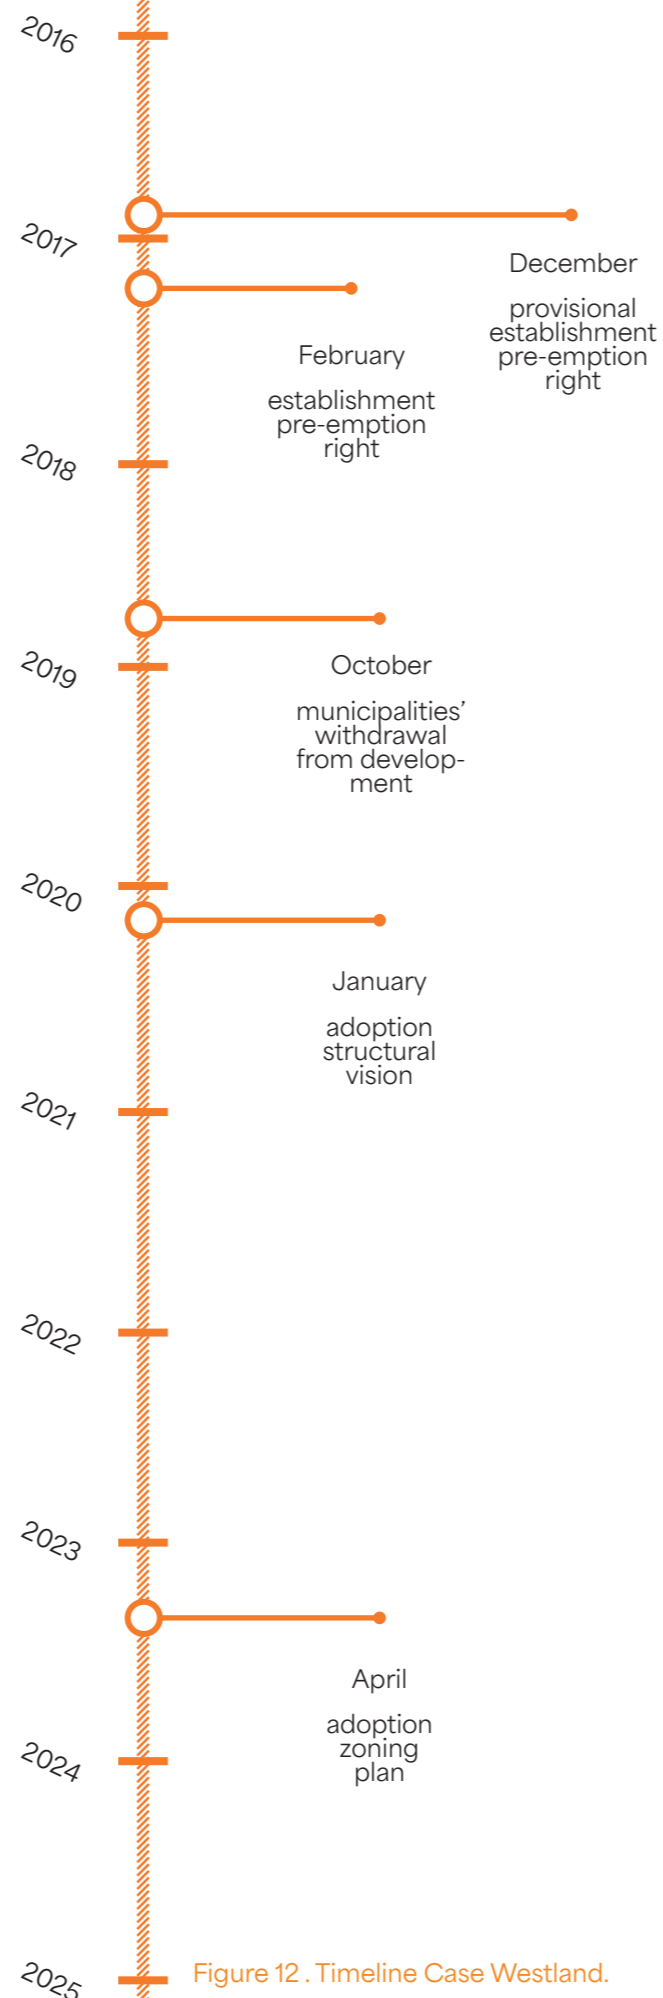 2016
2017
December
provisional
establishment
pre-emption
right
February
establishment
pre-emption
right
2018
2019
October
municipalities’
withdrawal
from develop-
ment
2020
January
adoption
structural
vision
2021
2022
2023
April
adoption
zoning
plan
2024
2025
Figure 12 . Timeline Case Westland.